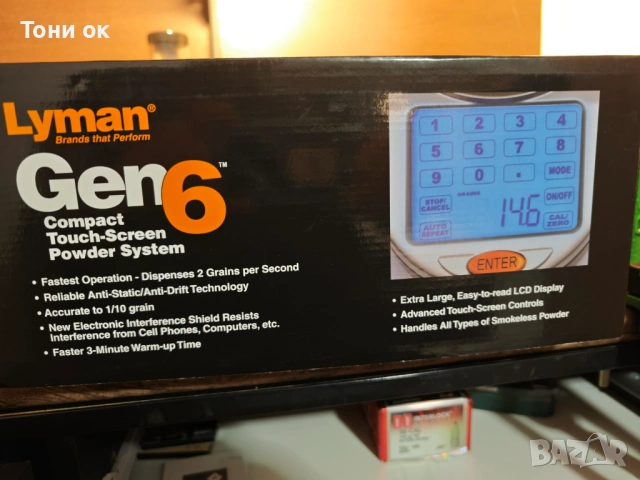 Тони ок
Lyman®
Brands that Perform
Gen6™
Compact
Touch-Screen
Powder System
• Fastest Operation - Dispenses 2 Grains per Second
• Reliable Anti-Static/Anti-Drift Technology
• Accurate to 1/10 grain
• New Electronic Interference Shield Resists
Interference from Cell Phones, Computers, etc.
• Faster 3-Minute Warm-up Time
1 2 3 4
5 6 7 8
9 0 . MODE
STOP/
CANCEL
ON/OFF
14.6
AUTO
REPEAT
CAL/
ZERO
ENTER
• Extra Large, Easy-to-read LCD Display
• Advanced Touch-Screen Controls
• Handles All Types of Smokeless Powder
BAZAR